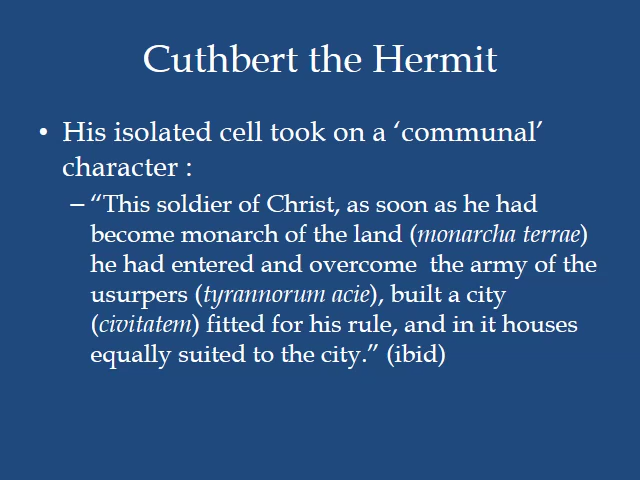 Cuthbert the Hermit
• His isolated cell took on a ‘communal’
character :
– “This soldier of Christ, as soon as he had
become monarch of the land (monarcha terrae)
he had entered and overcome  the army of the
usurpers (tyrannorum acie), built a city
(civitatem) fitted for his rule, and in it houses
equally suited to the city.” (ibid)